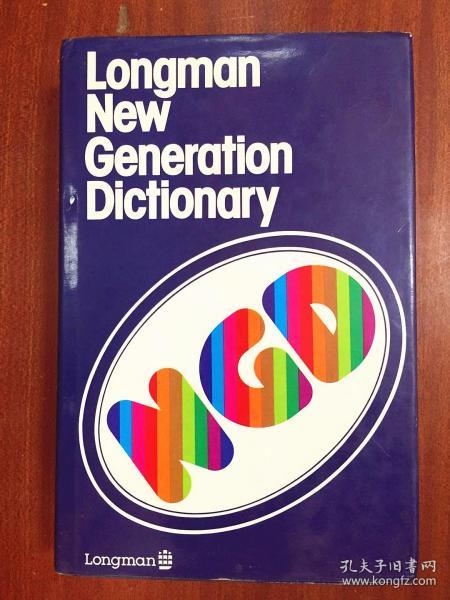 Longman
New
Generation
Dictionary
NGD
Longman
孔夫子旧书网
www.kongfz.com